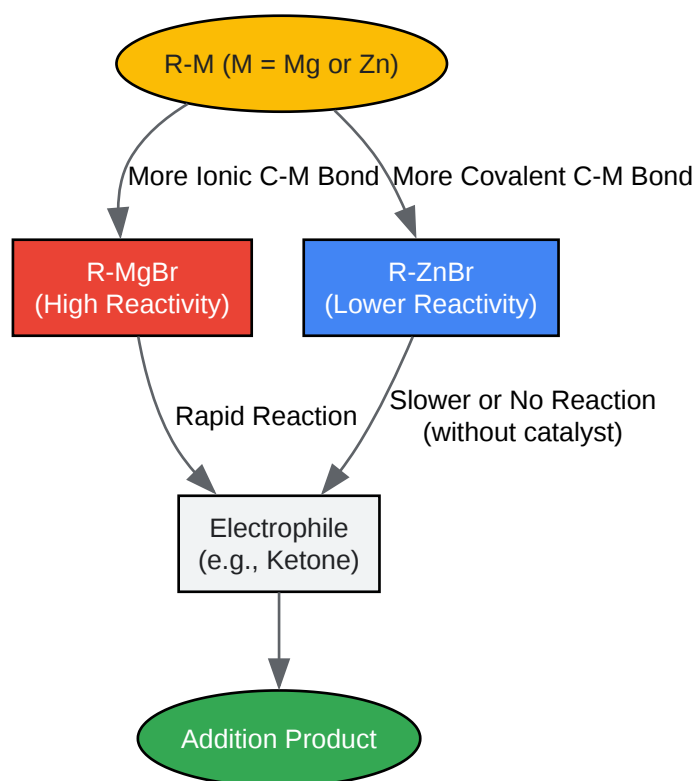 R-M (M = Mg or Zn)
More Ionic C-M Bond
More Covalent C-M Bond
R-MgBr
(High Reactivity)
R-ZnBr
(Lower Reactivity)
Rapid Reaction
Slower or No Reaction
(without catalyst)
Electrophile
(e.g., Ketone)
Addition Product